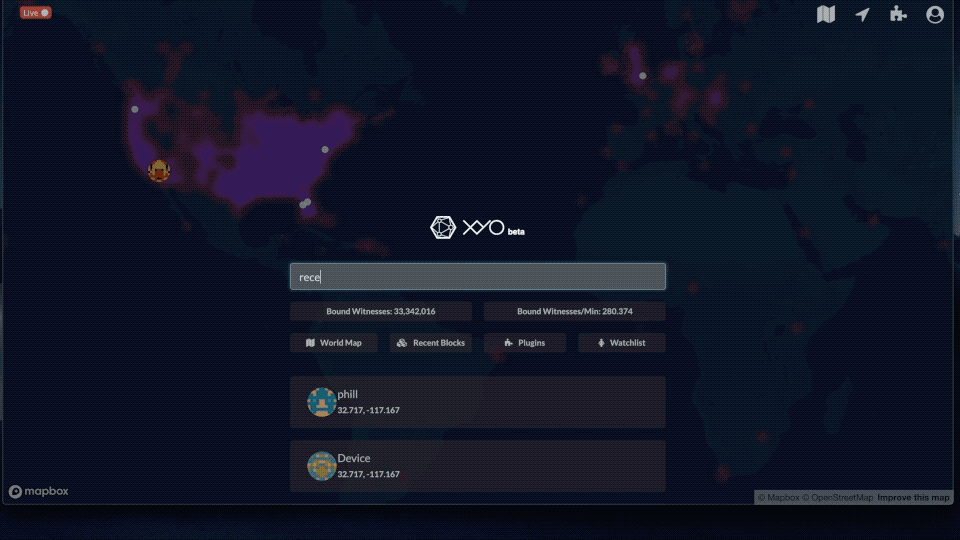 Live
XYO beta
rece
Bound Witnesses: 33,342,016
Bound Witnesses/Min: 280.374
World Map
Recent Blocks
Plugins
Watchlist
phill
32.717, -117.167
Device
32.717, -117.167
mapbox
© Mapbox © OpenStreetMap Improve this map